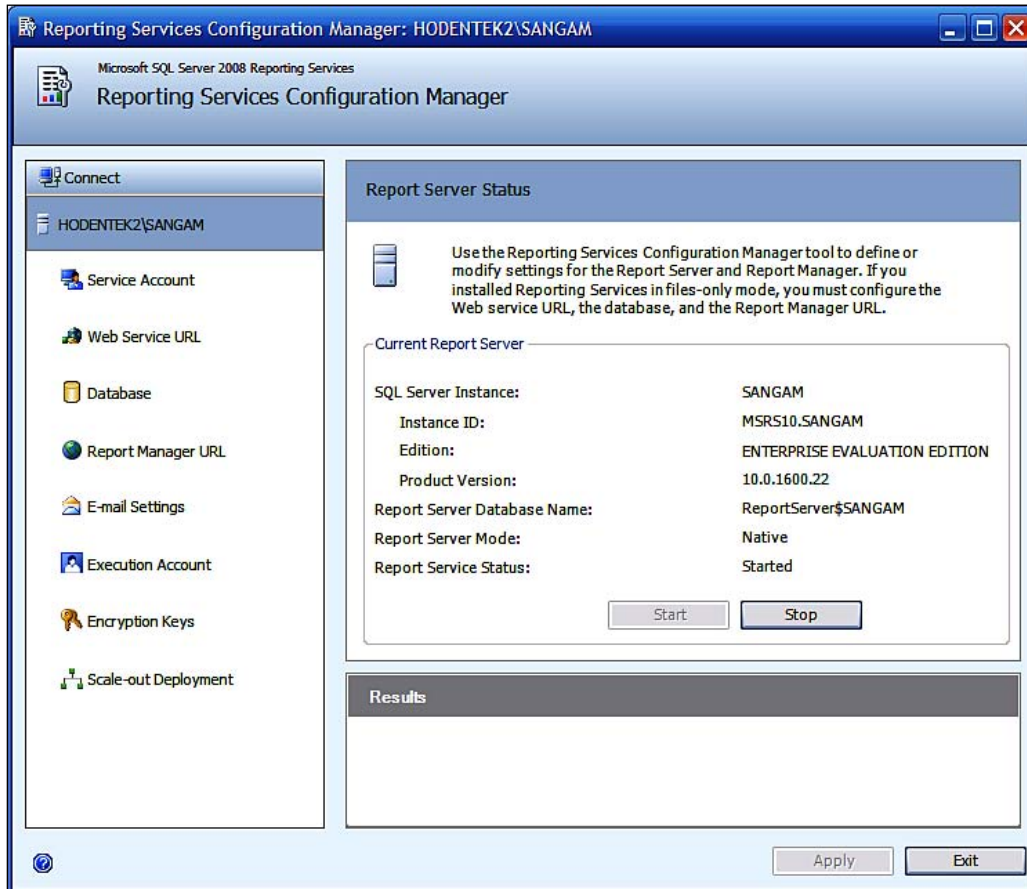 Reporting Services Configuration Manager: HODENTEK2\SANGAM
Microsoft SQL Server 2008 Reporting Services
Reporting Services Configuration Manager
Connect
HODENTEK2\SANGAM
Service Account
Web Service URL
Database
Report Manager URL
E-mail Settings
Execution Account
Encryption Keys
Scale-out Deployment
Report Server Status
Use the Reporting Services Configuration Manager tool to define or
modify settings for the Report Server and Report Manager. If you
installed Reporting Services in files-only mode, you must configure the
Web service URL, the database, and the Report Manager URL.
Current Report Server
SQL Server Instance: SANGAM
Instance ID: MSRS10.SANGAM
Edition: ENTERPRISE EVALUATION EDITION
Product Version: 10.0.1600.22
Report Server Database Name: ReportServer$SANGAM
Report Server Mode: Native
Report Service Status: Started
Start Stop
Results
Apply Exit